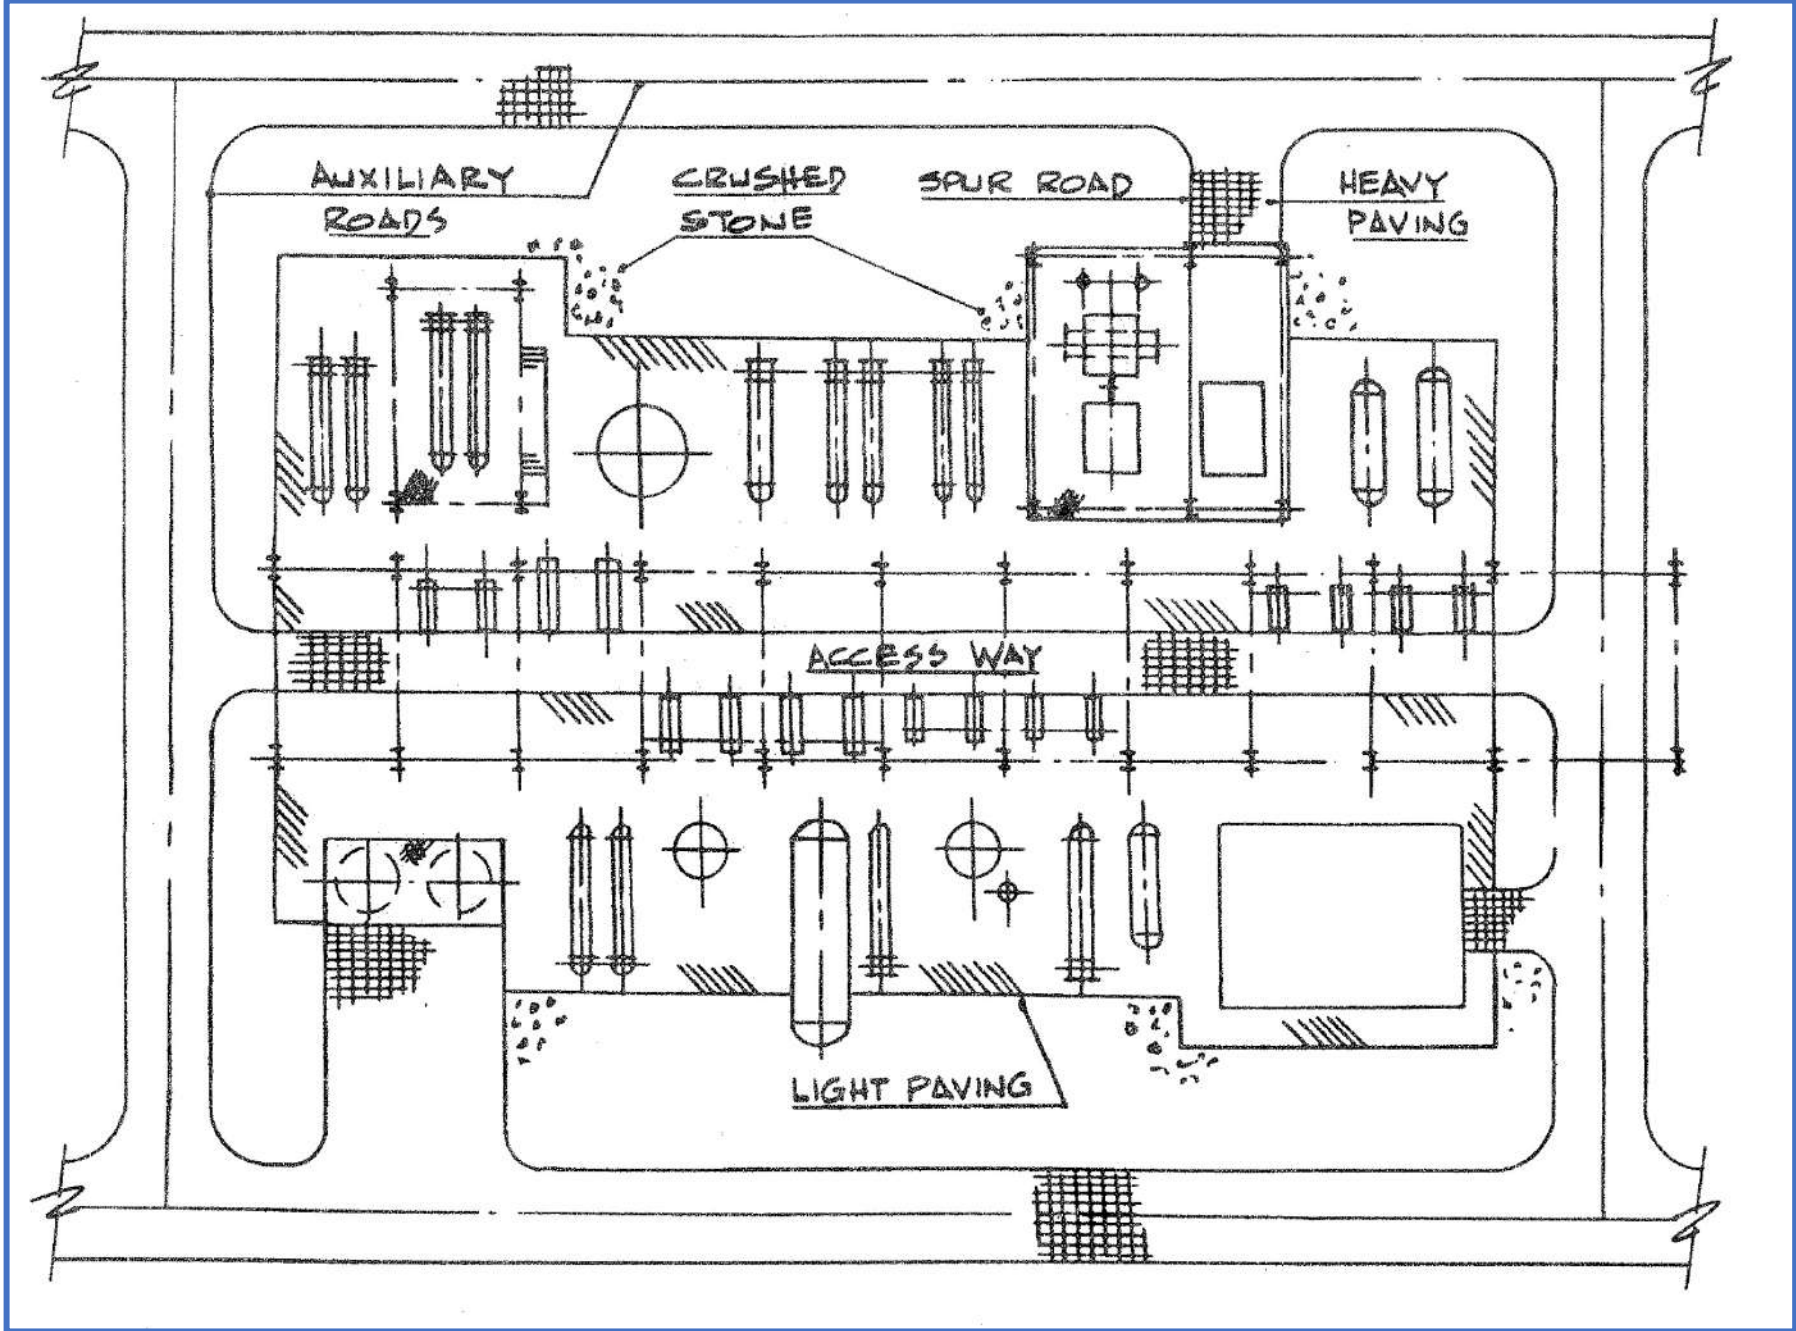 AUXILIARY
ROADS
CRUSHED
STONE
SPUR ROAD
HEAVY
PAVING
ACCESS WAY
LIGHT PAVING